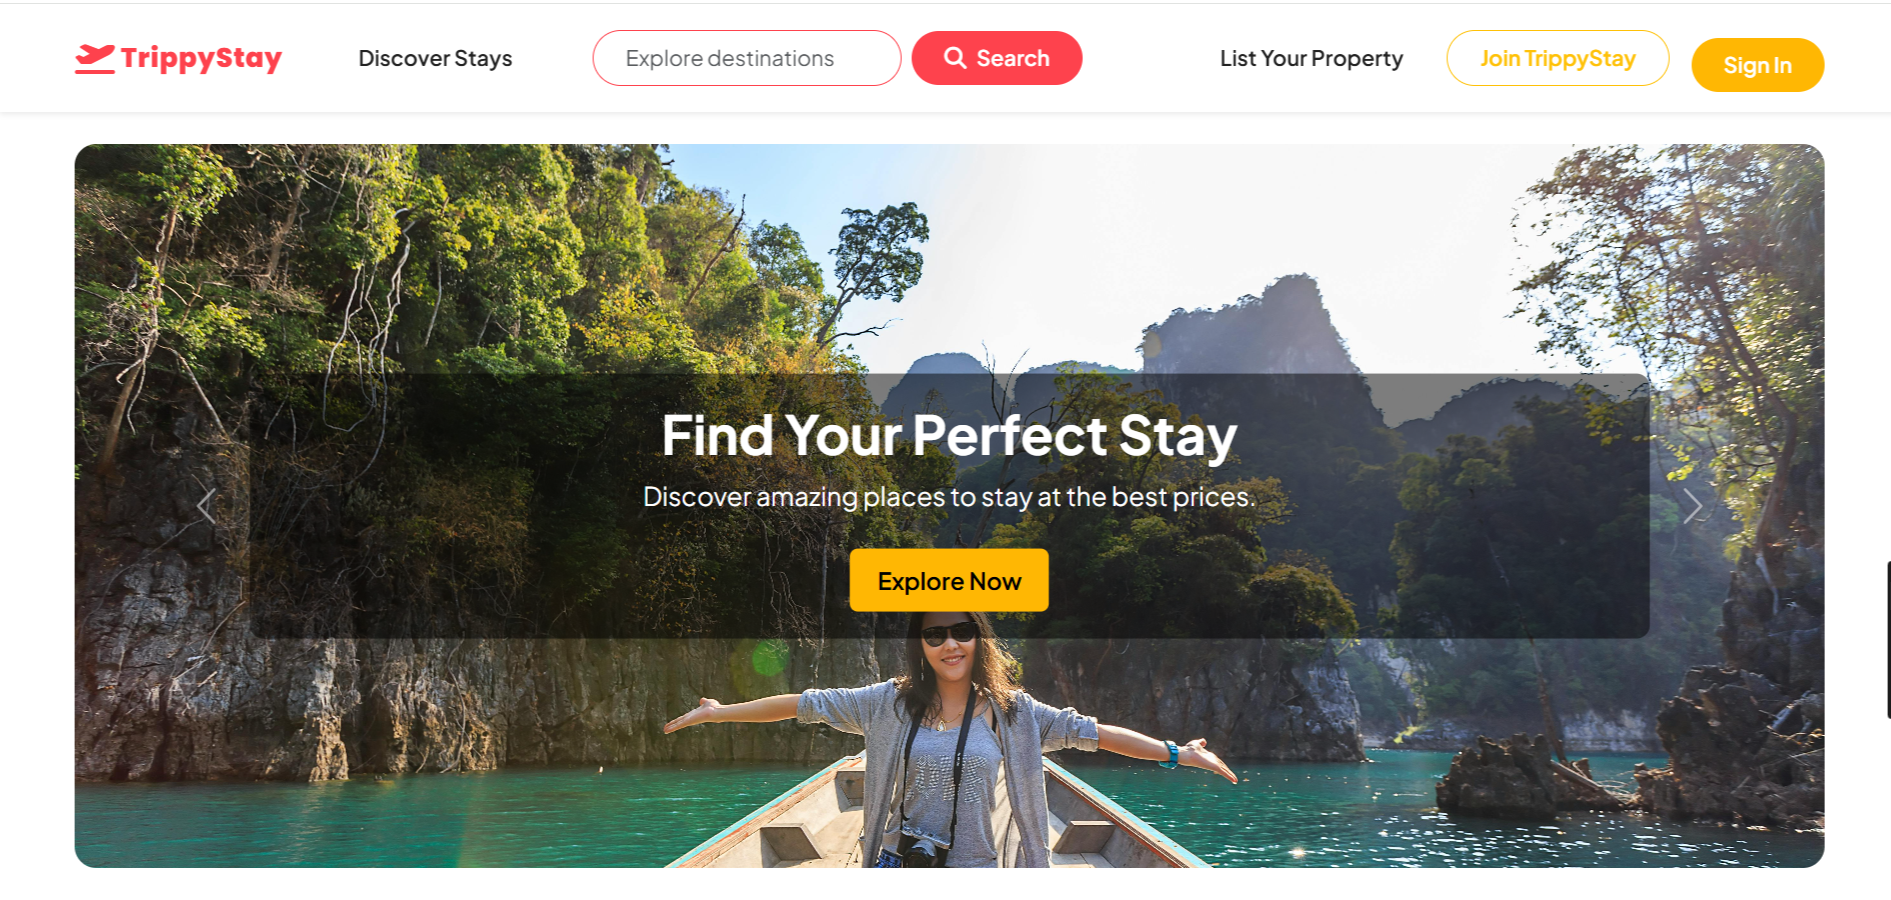 TrippyStay
Discover Stays
Explore destinations
Search
List Your Property
Join TrippyStay
Sign In
Find Your Perfect Stay
Discover amazing places to stay at the best prices.
Explore Now